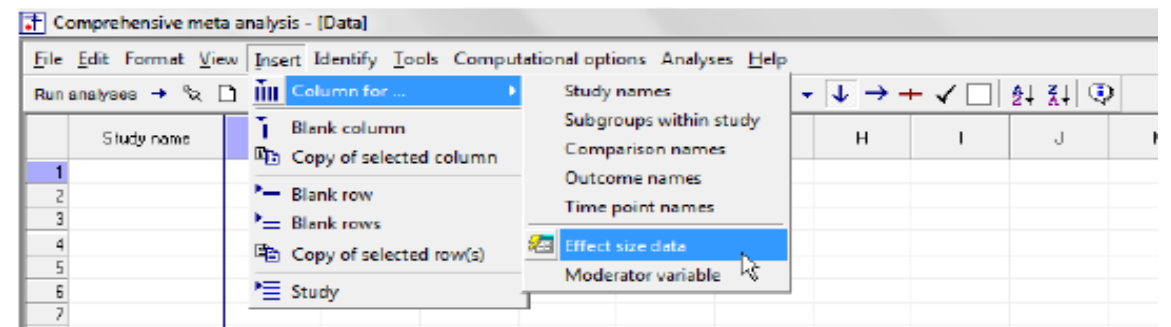 Comprehensive meta analysis - [Data]
File Edit Format View Insert Identify Tools Computational options Analyses Help
Run analyses
Column for ...
Study names
Blank column
Subgroups within study
Copy of selected column
Comparison names
Outcome names
Blank row
Time point names
Blank rows
Effect size data
Copy of selected row(s)
Moderator variable
Study
Study name H I J
1
2
3
4
5
6
7